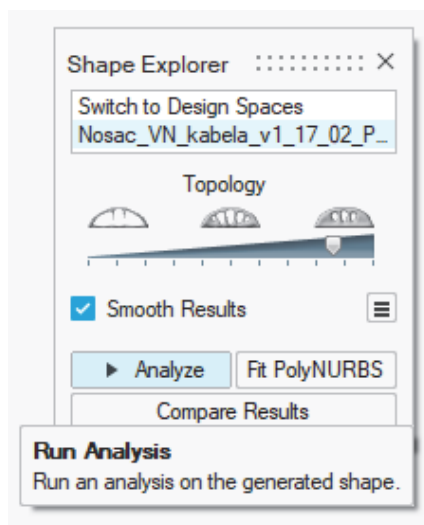 Shape Explorer
Switch to Design Spaces
Nosac_VN_kabela_v1_17_02_P...
Topology
Smooth Results
Analyze
Fit PolyNURBS
Compare Results
Run Analysis
Run an analysis on the generated shape.